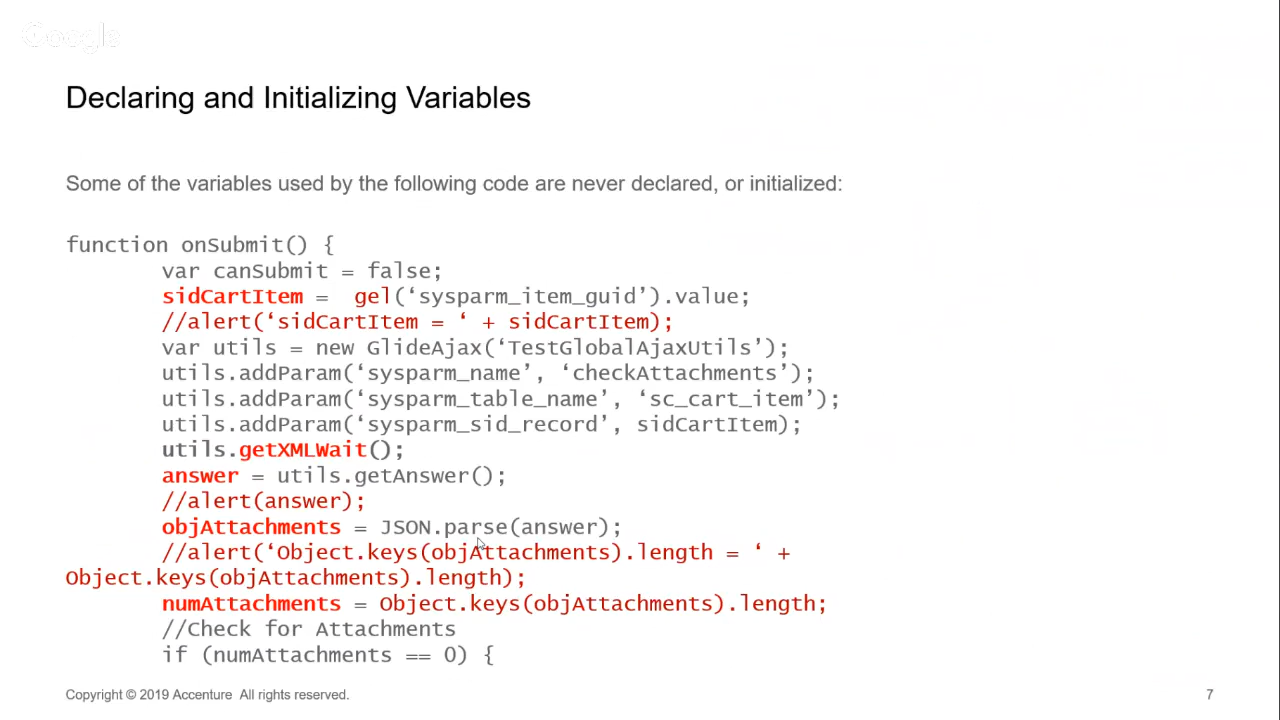 Google
Declaring and Initializing Variables
Some of the variables used by the following code are never declared, or initialized:
function onSubmit() {
var canSubmit = false;
sidCartItem = gel(‘sysparm_item_guid’).value;
//alert(‘sidCartItem = ‘ + sidCartItem);
var utils = new GlideAjax(‘TestGlobalAjaxUtils’);
utils.addParam(‘sysparm_name’, ‘checkAttachments’);
utils.addParam(‘sysparm_table_name’, ‘sc_cart_item’);
utils.addParam(‘sysparm_sid_record’, sidCartItem);
utils.getXMLWait();
answer = utils.getAnswer();
//alert(answer);
objAttachments = JSON.parse(answer);
//alert(‘Object.keys(objAttachments).length = ‘ +
Object.keys(objAttachments).length);
numAttachments = Object.keys(objAttachments).length;
//Check for Attachments
if (numAttachments == 0) {
Copyright © 2019 Accenture All rights reserved.
7